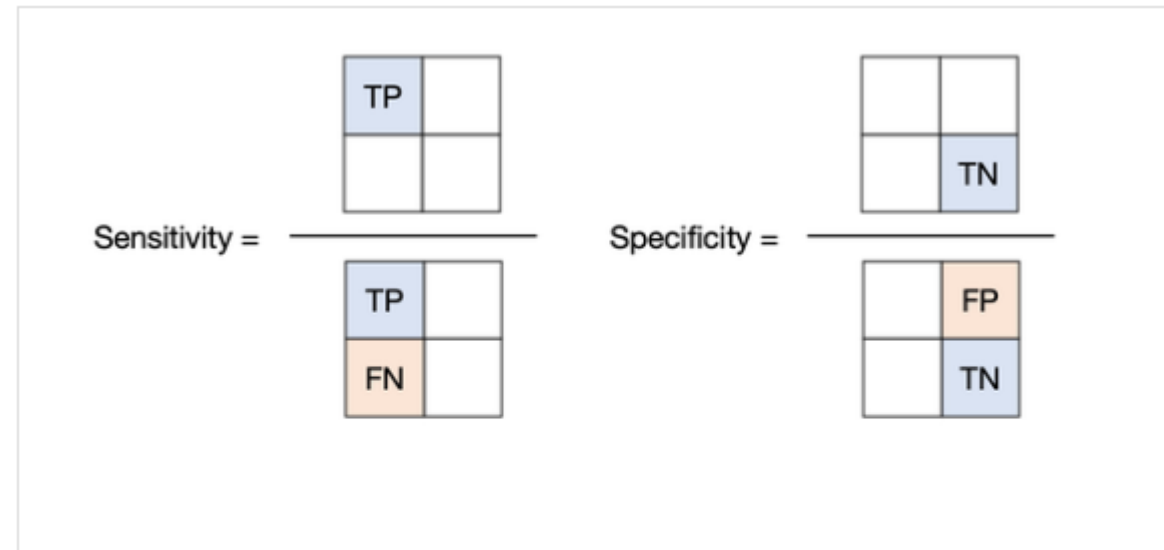 TP
TN
Sensitivity =
Specificity =
TP
FP
FN
TN